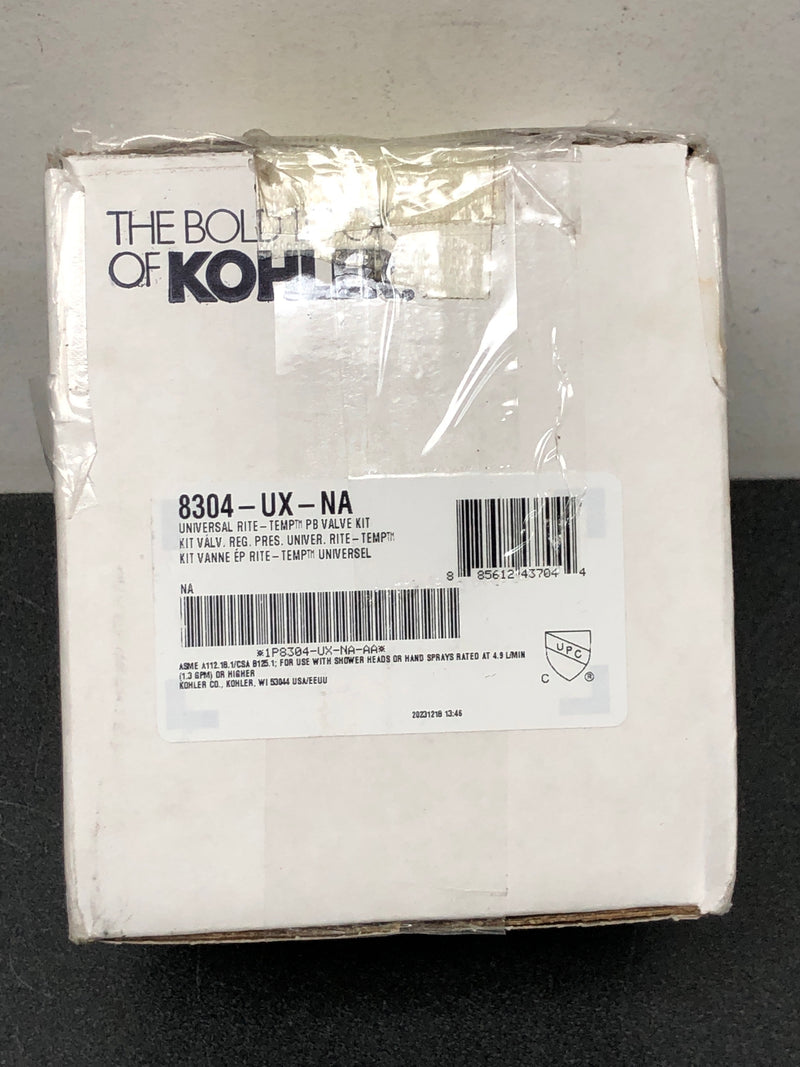 THE BOLD LOOK
OF KOHLER.
8304-UX-NA
UNIVERSAL RITE-TEMP™ PB VALVE KIT
KIT VÁLV. REG. PRES. UNIVER. RITE-TEMP™
KIT VANNE ÉP RITE-TEMP™ UNIVERSEL
8 85612 43704 4
NA
*1P8304-UX-NA-AA*
ASME A112.18.1/CSA B125.1; FOR USE WITH SHOWER HEADS OR HAND SPRAYS RATED AT 4.9 L/MIN
(1.3 GPM) OR HIGHER
KOHLER CO., KOHLER, WI 53044 USA/EEUU
UPC
C ®
20231218 13:46